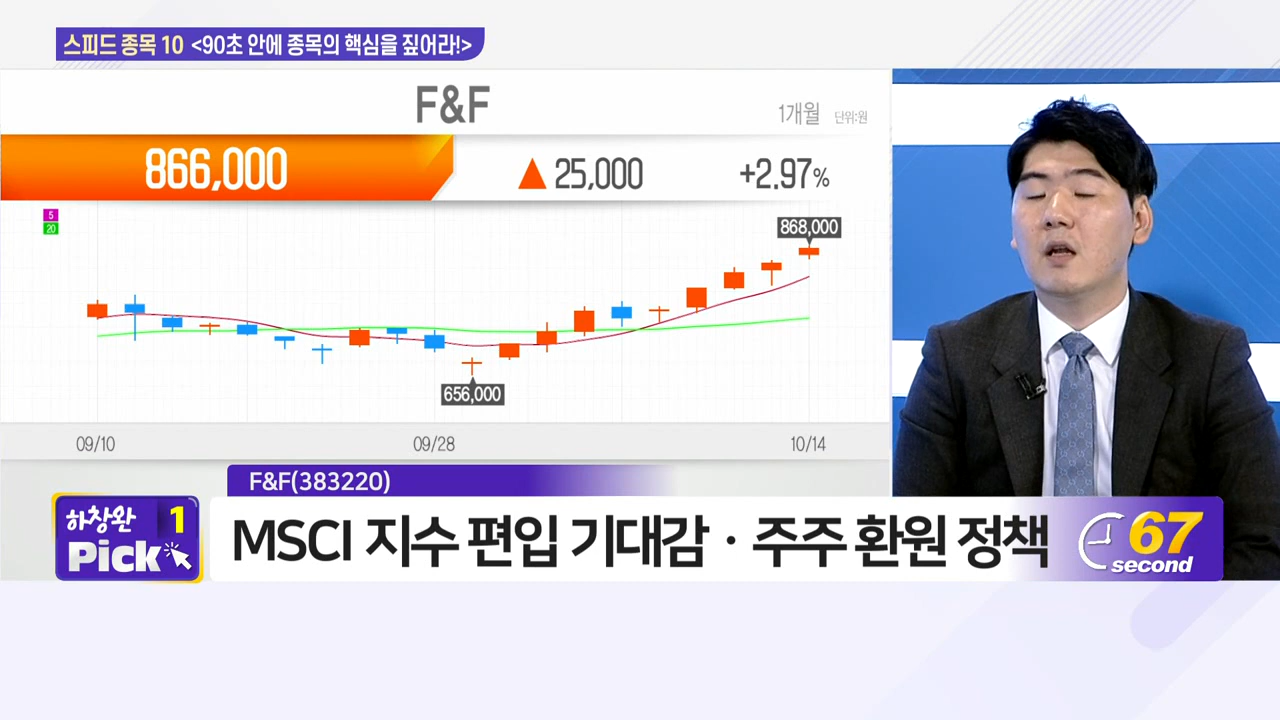 스피드 종목 10 <90초 안에 종목의 핵심을 짚어라!>
F&F
1개월 단위:원
866,000 ▲ 25,000 +2.97%
5
20
868,000
656,000
09/10 09/28 10/14
F&F(383220)
하창완 1
Pick
MSCI 지수 편입 기대감 · 주주 환원 정책
67
second